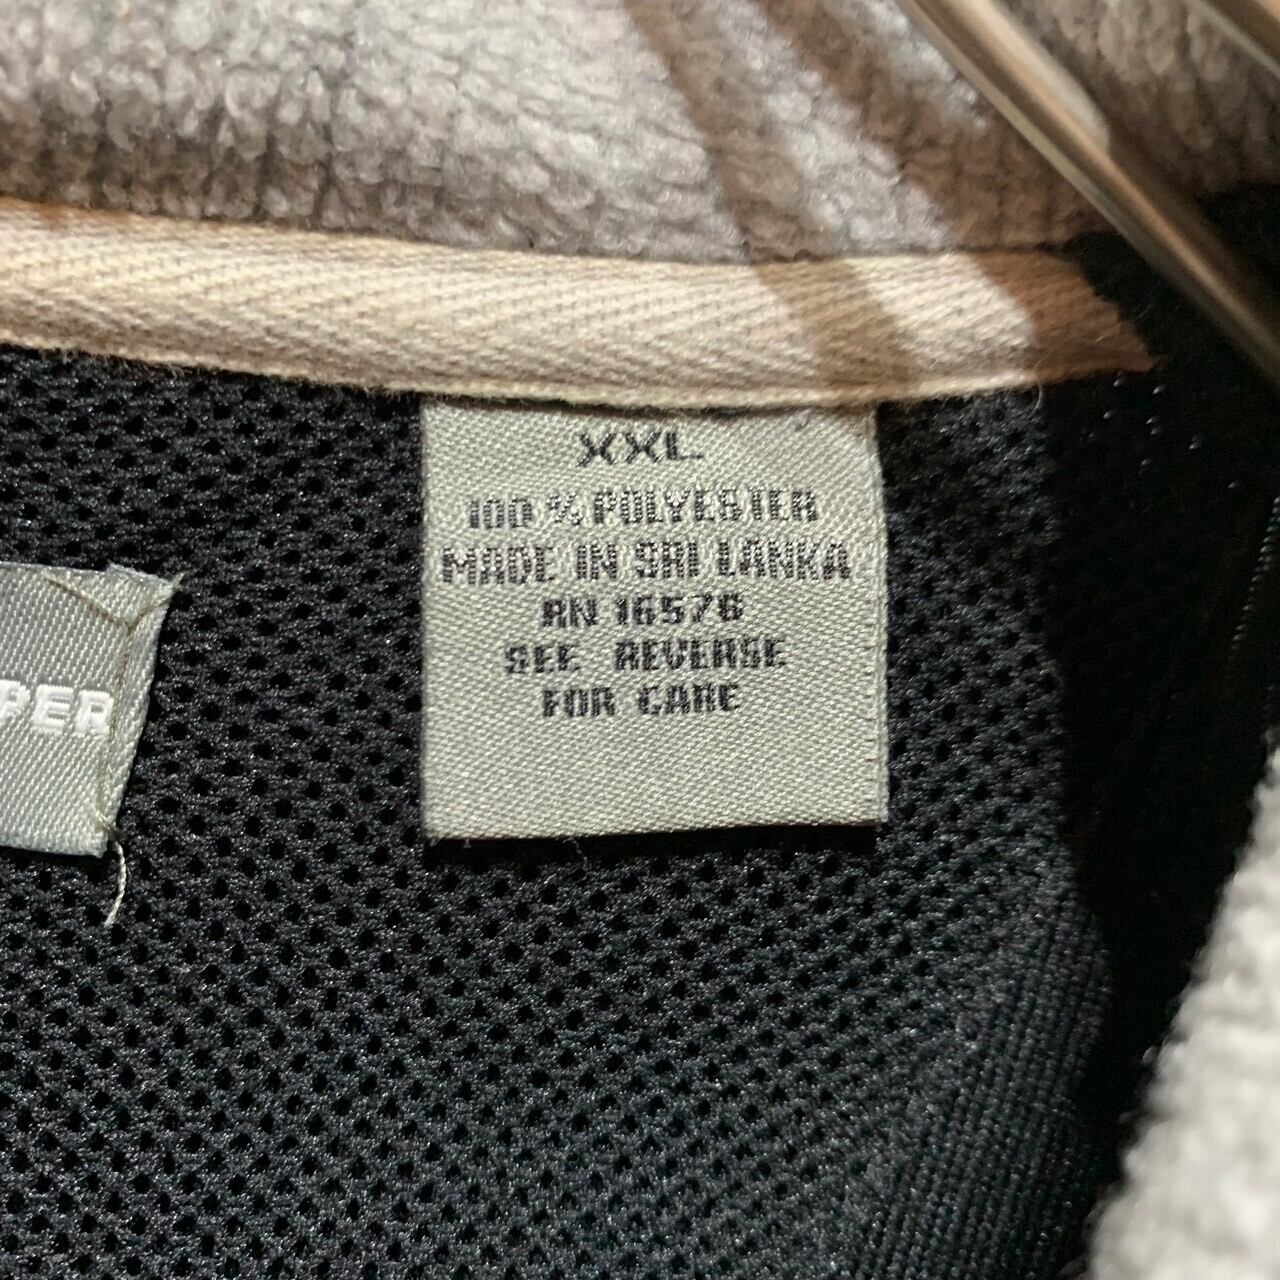 XXL
100 % POLYESTER
MADE IN SRI LANKA
RN 16576
SEE REVERSE
FOR CARE
PER